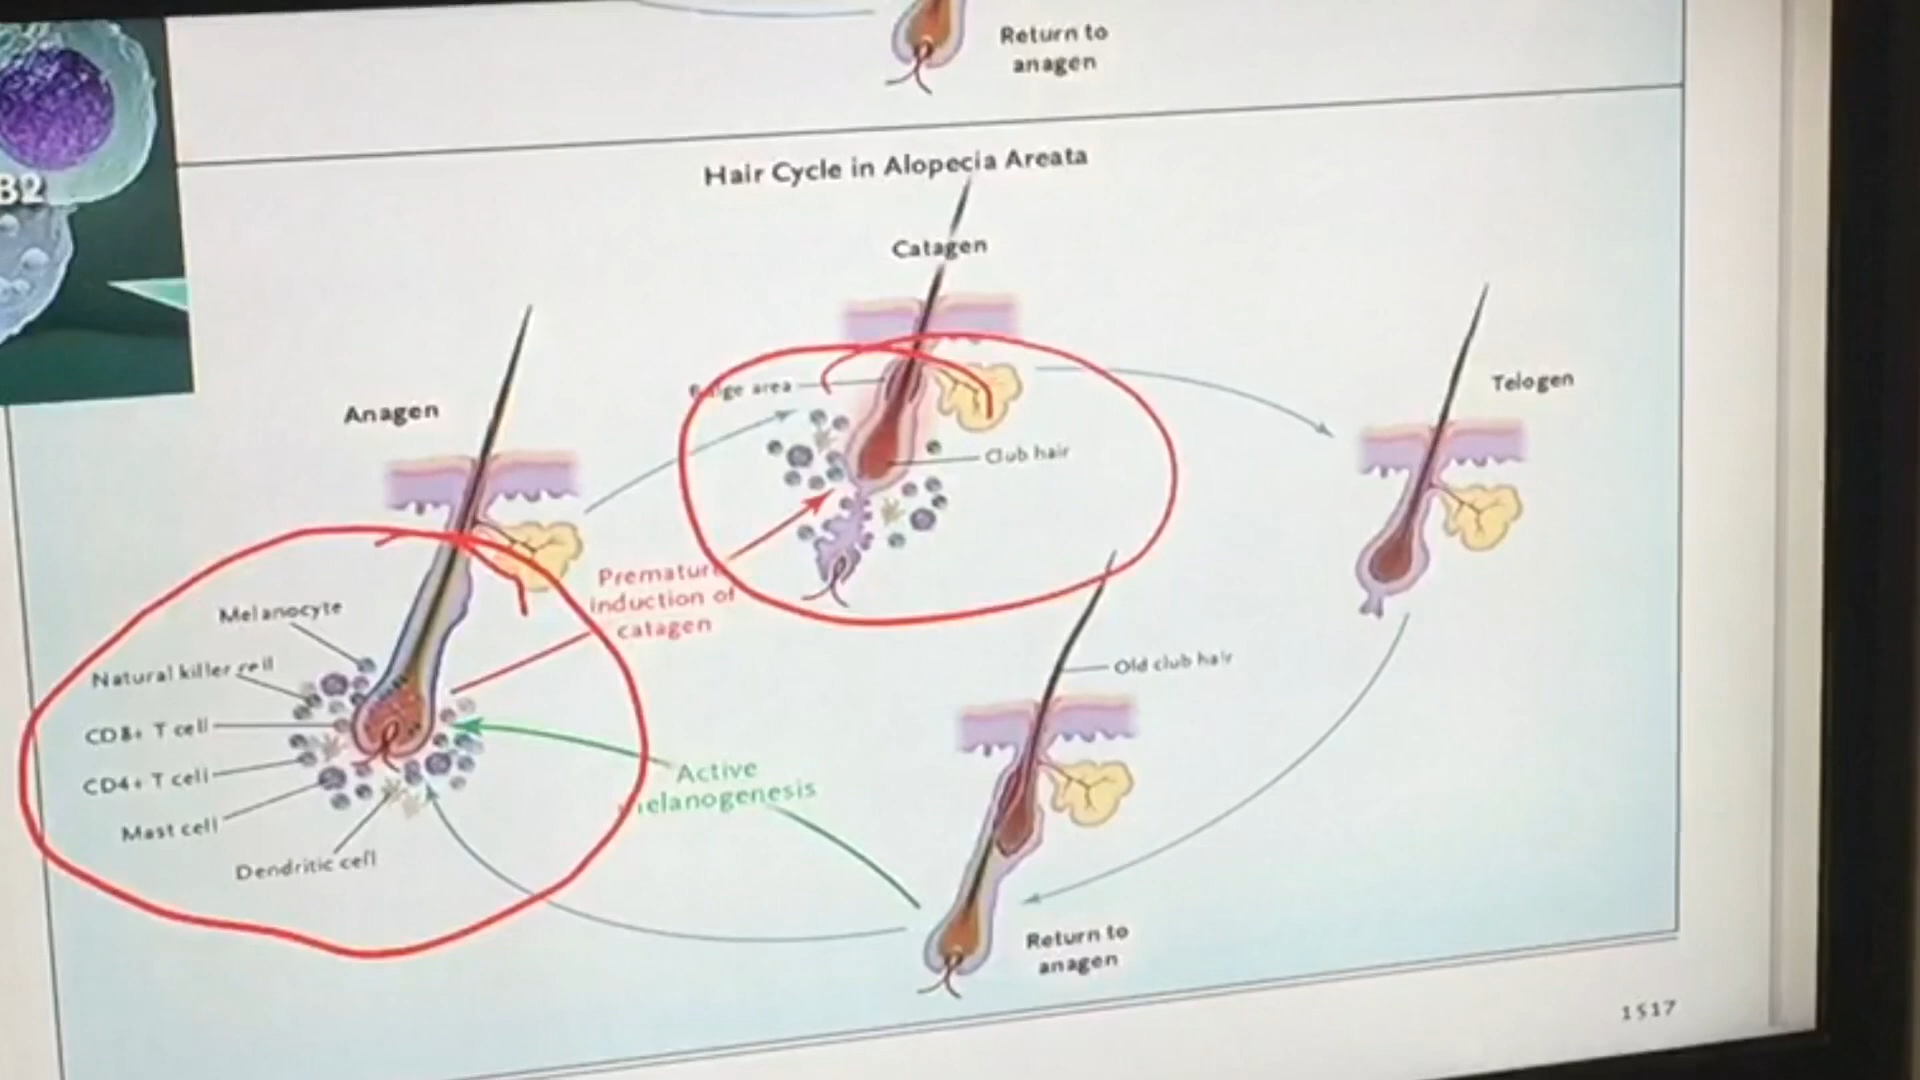 Return to
anagen
B2
Hair Cycle in Alopecia Areata
Catagen
Telogen
Anagen
Bulge area
Club hair
Premature
induction of
catagen
Melanocyte
Natural killer cell
CD8+ T cell
CD4+ T cell
Mast cell
Dendritic cell
Active
melanogenesis
Old club hair
Return to
anagen
1517